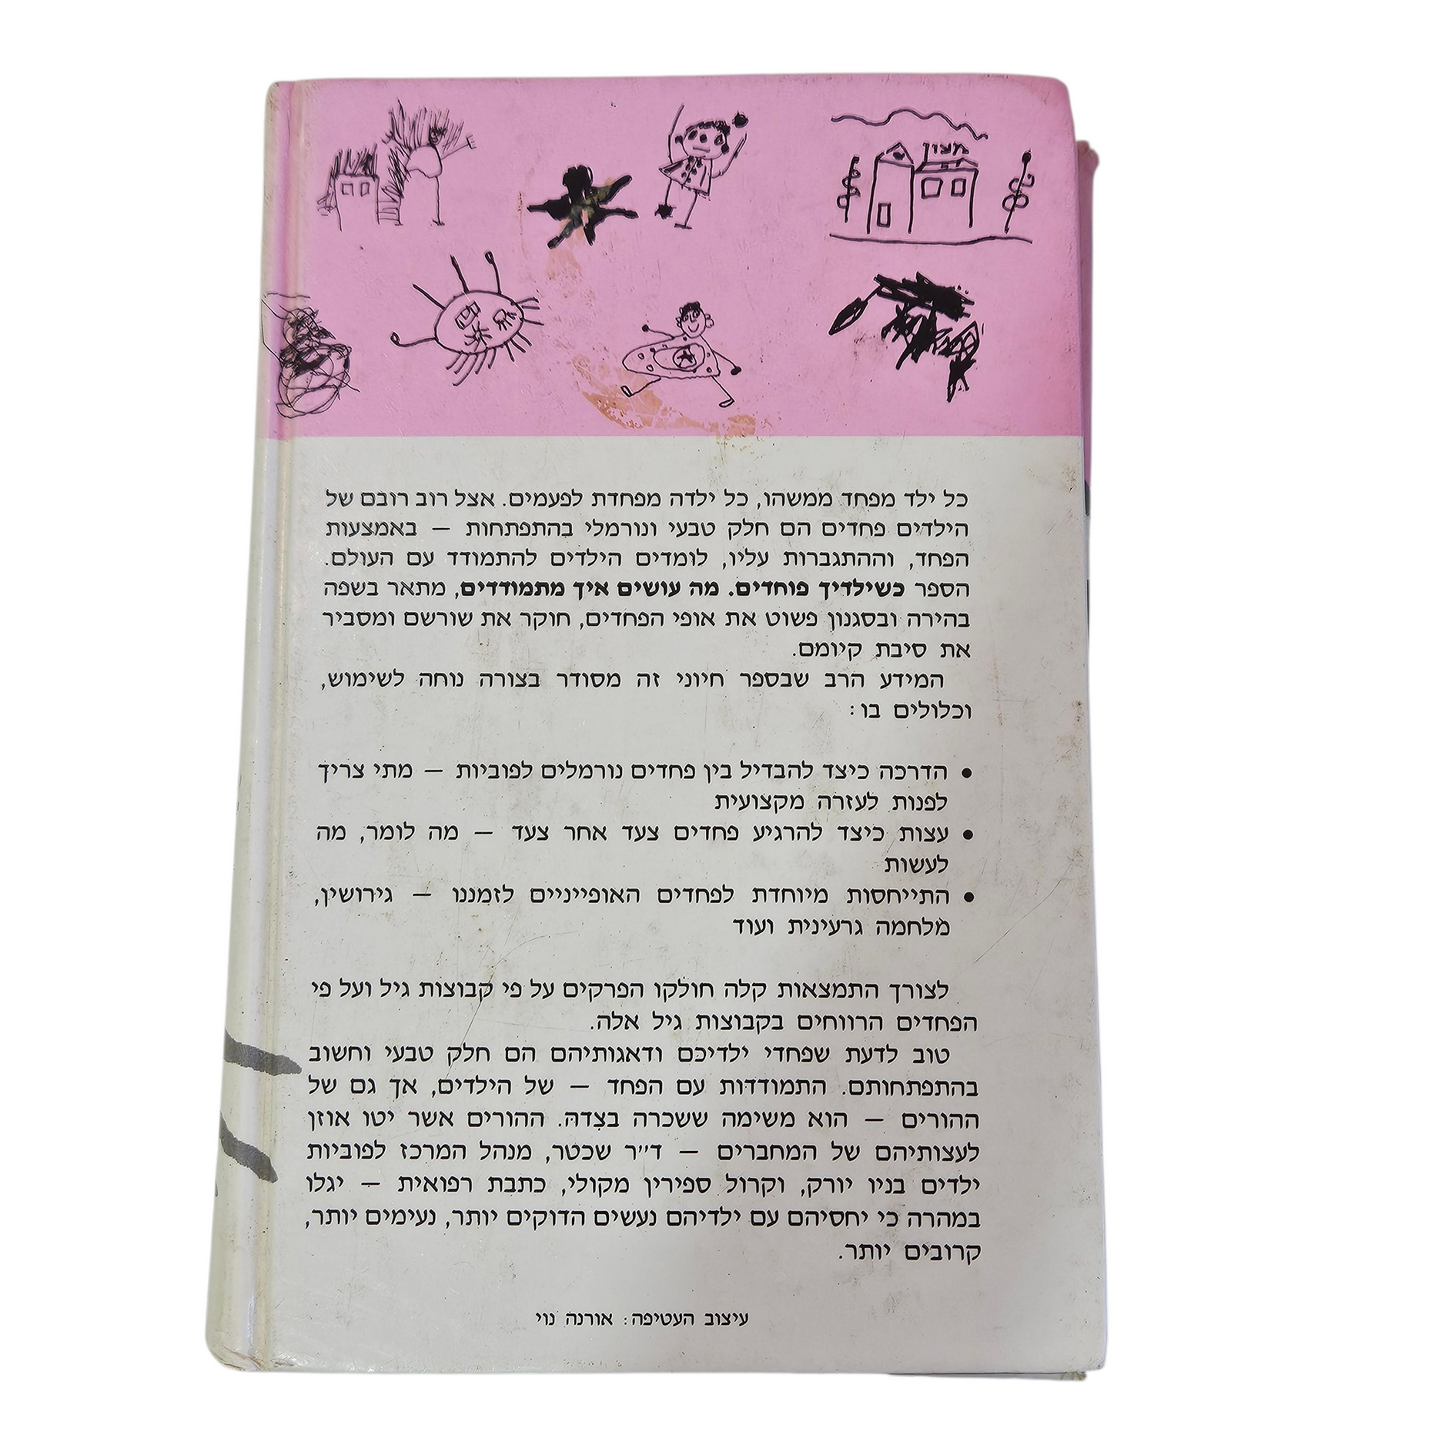 כל ילד מפחד ממשהו, כל ילדה מפחדת לפעמים. אצל רוב רובם של
הילדים פחדים הם חלק טבעי ונורמלי בהתפתחות — באמצעות
הפחד, וההתגברות עליו, לומדים הילדים להתמודד עם העולם.
הספר כשילדיך פוחדים. מה עושים איך מתמודדים, מתאר בשפה
בהירה ובסגנון פשוט את אופי הפחדים, חוקר את שורשם ומסביר
את סיבת קיומם.
המידע הרב שבספר חיוני זה מסודר בצורה נוחה לשימוש,
וכלולים בו:
• הדרכה כיצד להבדיל בין פחדים נורמלים לפוביות — מתי צריך
לפנות לעזרה מקצועית
• עצות כיצד להרגיע פחדים צעד אחר צעד — מה לומר, מה
לעשות
• התייחסות מיוחדת לפחדים האופייניים לזמננו — גירושין,
מלחמה גרעינית ועוד
לצורך התמצאות קלה חולקו הפרקים על פי קבוצות גיל ועל פי
הפחדים הרווחים בקבוצות גיל אלה.
טוב לדעת שפחדי ילדיכם ודאגותיהם הם חלק טבעי וחשוב
בהתפתחותם. התמודדות עם הפחד — של הילדים, אך גם של
ההורים — הוא משימה ששכרה בצדה. ההורים אשר יטו אוזן
לעצותיהם של המחברים — ד״ר שכטר, מנהל המרכז לפוביות
ילדים בניו יורק, וקרול ספירין מקולי, כתבת רפואית — יגלו
במהרה כי יחסיהם עם ילדיהם נעשים הדוקים יותר, נעימים יותר,
קרובים יותר.
עיצוב העטיפה: אורנה נוי